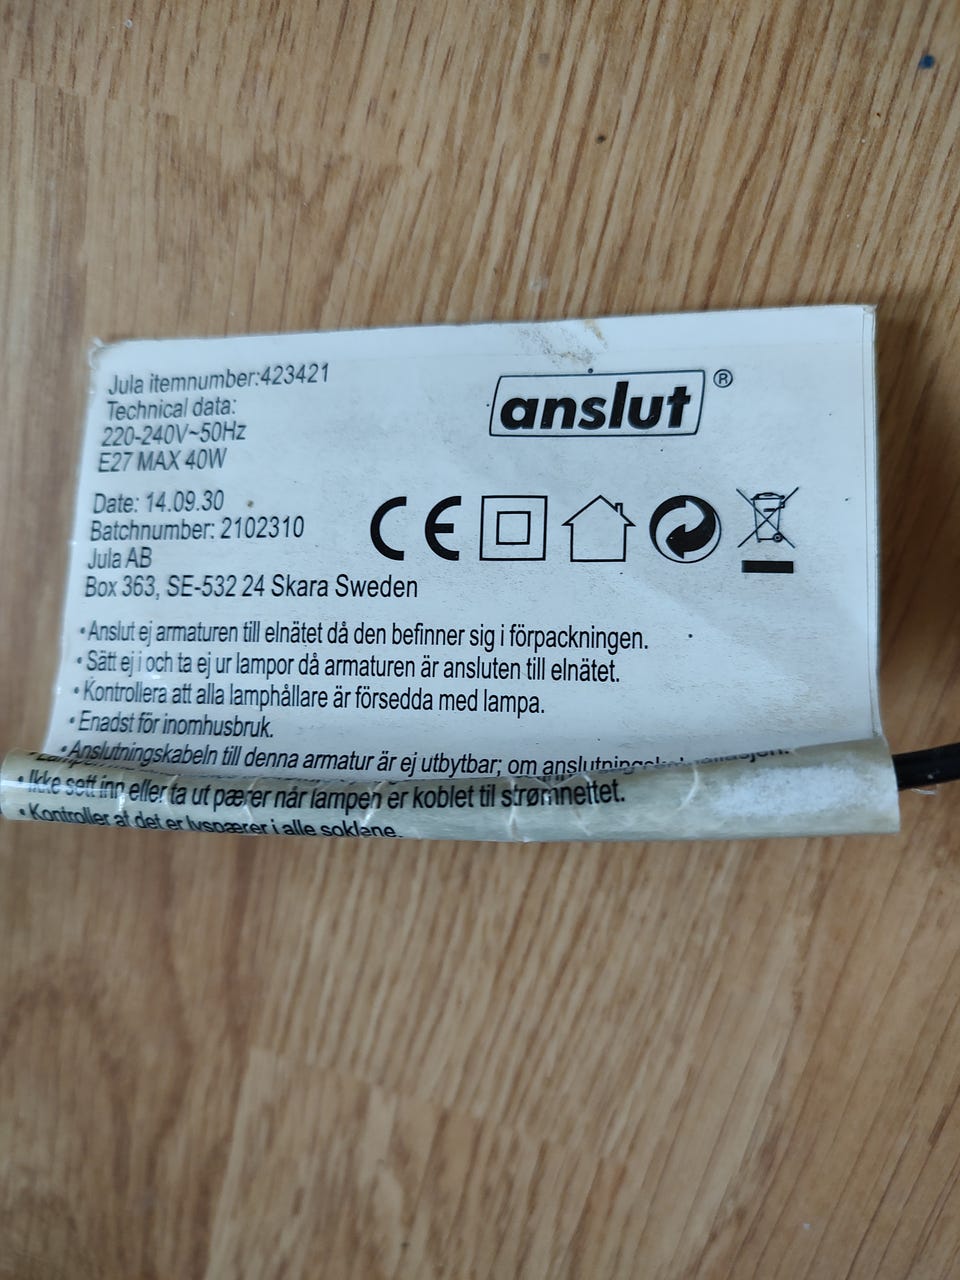 Jula itemnumber:423421
Technical data:
220-240V~50Hz
E27 MAX 40W
anslut®
Date: 14.09.30
Batchnumber: 2102310
Jula AB
Box 363, SE-532 24 Skara Sweden
CE
•Anslut ej armaturen till elnätet då den befinner sig i förpackningen.
•Sätt ej i och ta ej ur lampor då armaturen är ansluten till elnätet.
•Kontrollera att alla lamphållare är försedda med lampa.
•Enadst för inomhusbruk.
•Anslutningskabeln till denna armatur är ej utbytbar; om
•Ikke sett inn eller ta ut pærer når lampen er koblet til strømnettet.
•Kontroller at det er lyspærer i alle soklene.